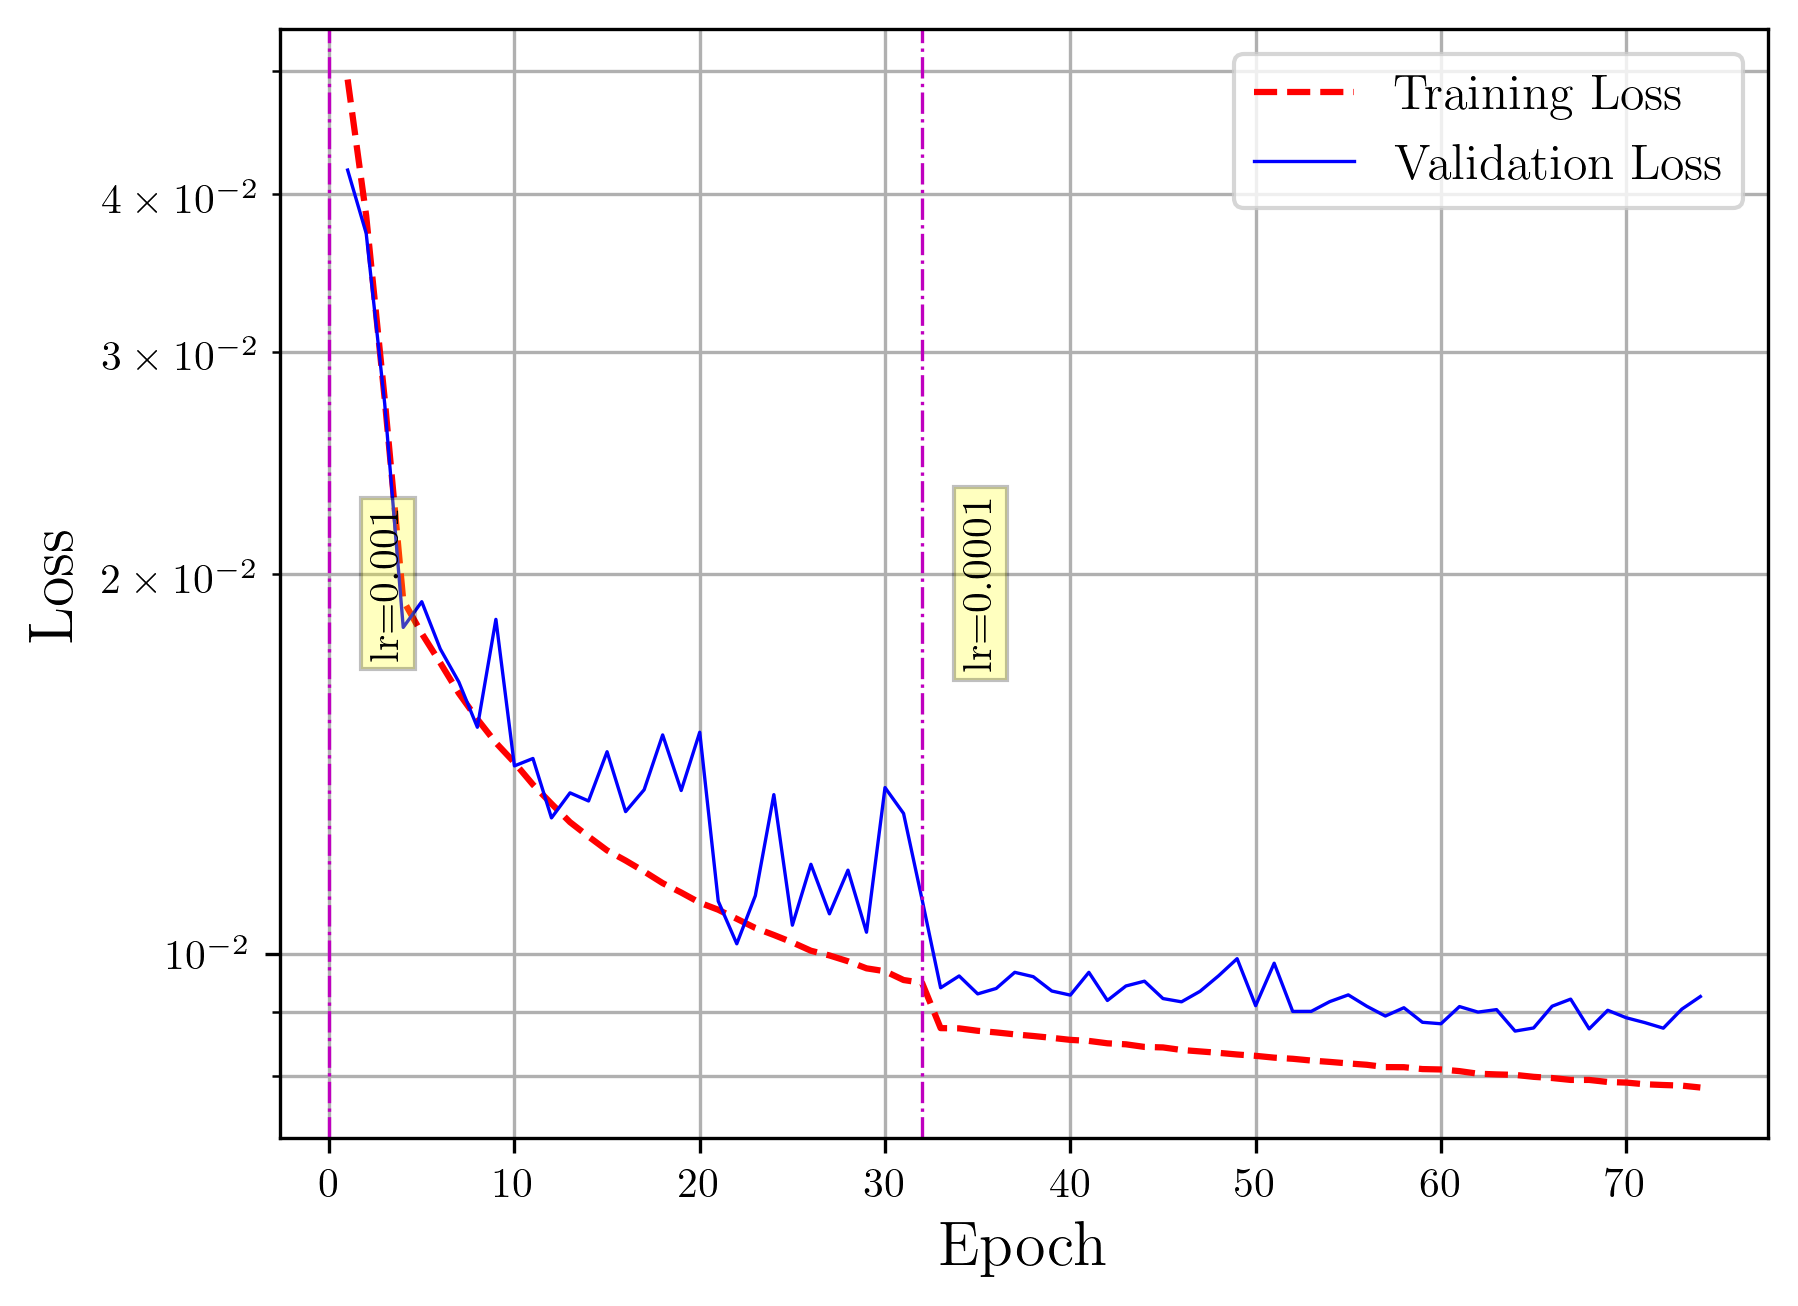 Training Loss
Validation Loss
4 × 10⁻²
3 × 10⁻²
2 × 10⁻²
10⁻²
Loss
lr=0.001
lr=0.0001
0 10 20 30 40 50 60 70
Epoch